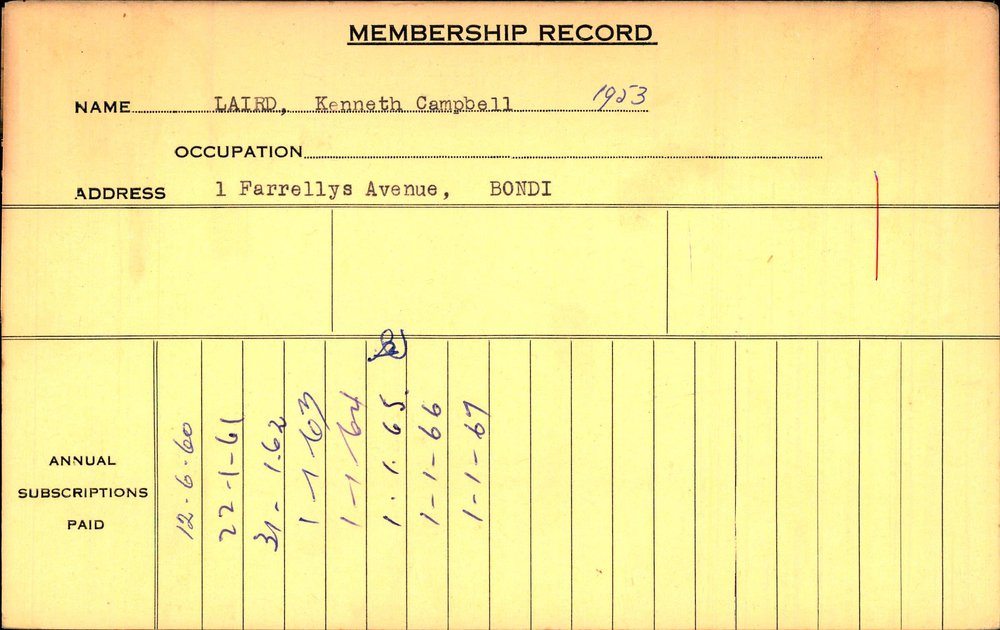 MEMBERSHIP RECORD
NAME LAIRD, Kenneth Campbell 1953
OCCUPATION
ADDRESS 1 Farrellys Avenue, BONDI
ANNUAL
SUBSCRIPTIONS
PAID
12-6-60
22-1-61
31-1-62
1-1-63
1-1-64
1.1.65.
1-1-66
1-1-67